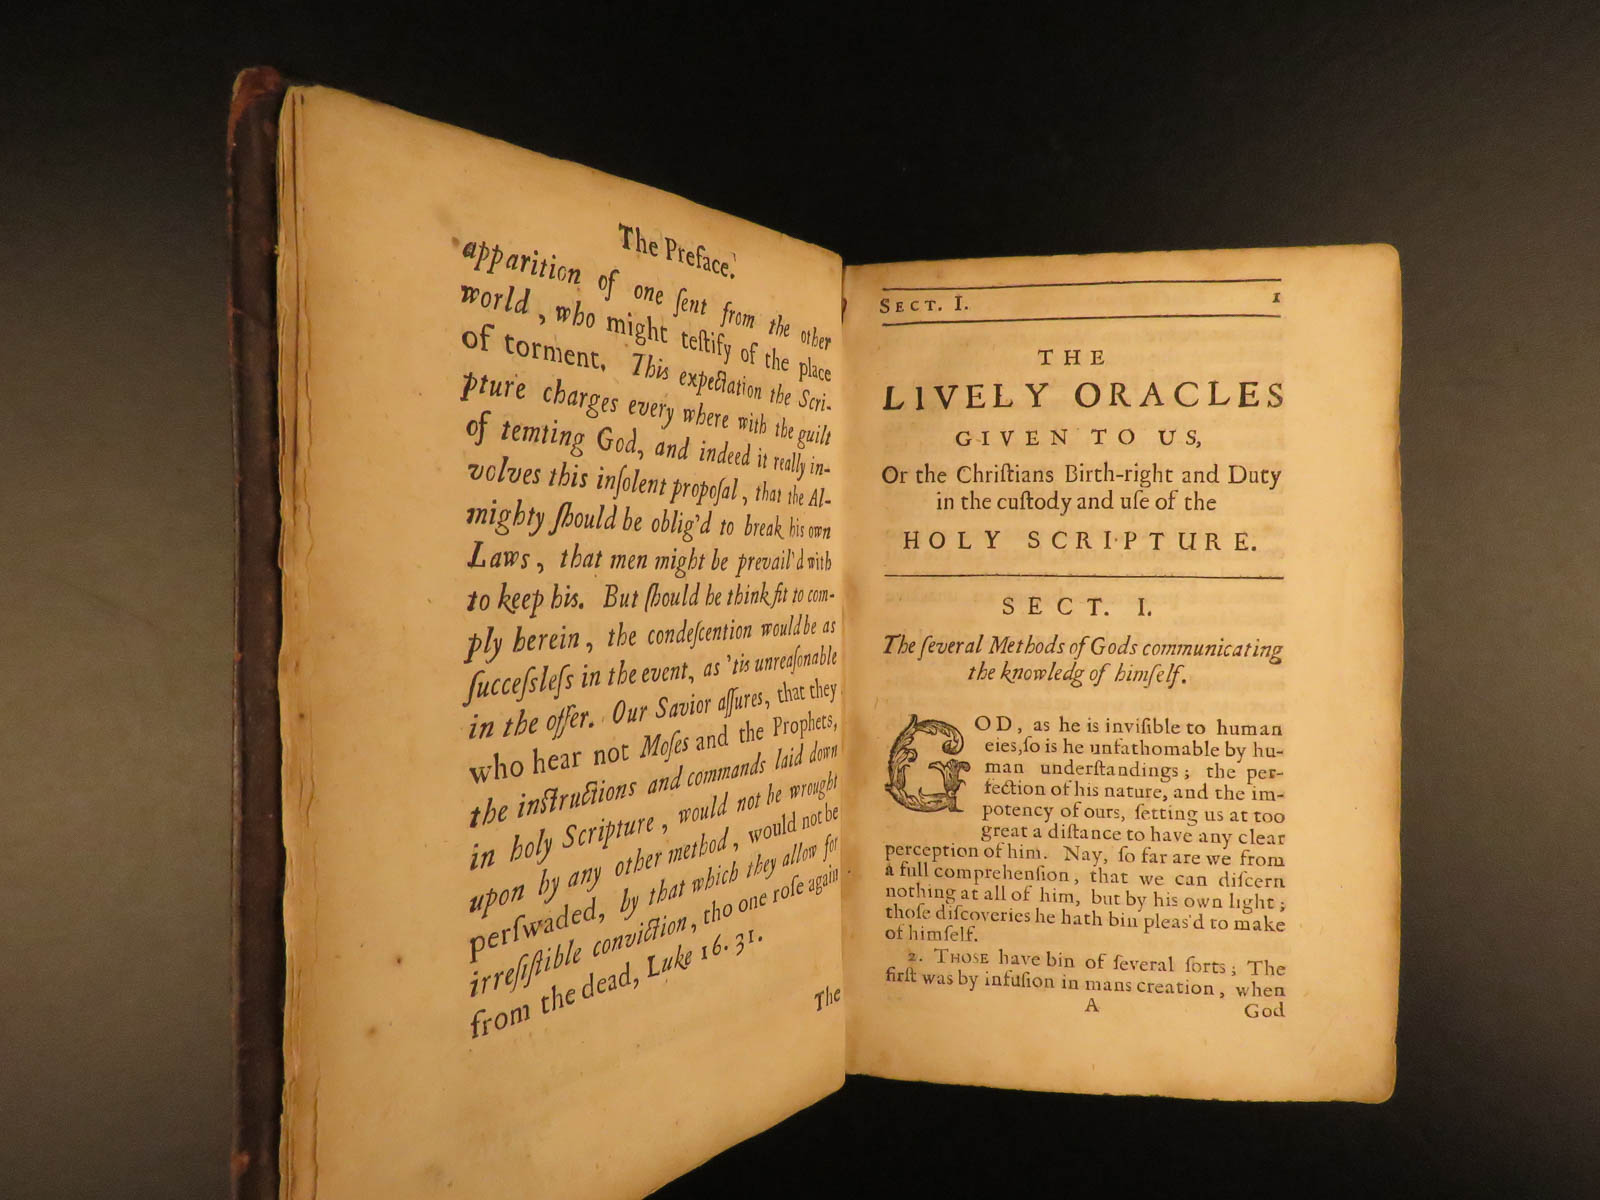 The Preface.
apparition of one ſent from the other
world, who might teſtify of the place
of torment. This expectation the Scri-
pture charges every where with the guilt
of temting God, and indeed it really in-
volves this inſolent propoſal, that the Al-
mighty ſhould be oblig'd to break his own
Laws, that men might be prevail'd with
to keep his. But ſhould he think fit to com-
ply herein, the condeſcention would be as
ſucceſsleſs in the event, as 'tis unreaſonable
in the offer. Our Savior aſſures, that they
who hear not Moſes and the Prophets,
the inſtructions and commands laid down
in holy Scripture, would not be wrought
upon by any other method, would not be
perſwaded, by that which they allow for
irreſiſtible conviction, tho one roſe again
from the dead, Luke 16. 31.
The
SECT. I. 1
THE
LIVELY ORACLES
GIVEN TO US,
Or the Chriſtians Birth-right and Duty
in the cuſtody and uſe of the
HOLY SCRIPTURE.
SECT. I.
The ſeveral Methods of Gods communicating
the knowledg of himſelf.
GOD, as he is inviſible to human
eies, ſo is he unfathomable by hu-
man underſtandings; the per-
fection of his nature, and the im-
potency of ours, ſetting us at too
great a diſtance to have any clear
perception of him. Nay, ſo far are we from
a full comprehenſion, that we can diſcern
nothing at all of him, but by his own light;
thoſe diſcoveries he hath bin pleas'd to make
of himſelf.
2. THOSE have bin of ſeveral ſorts; The
firſt was by infuſion in mans creation, when
A God